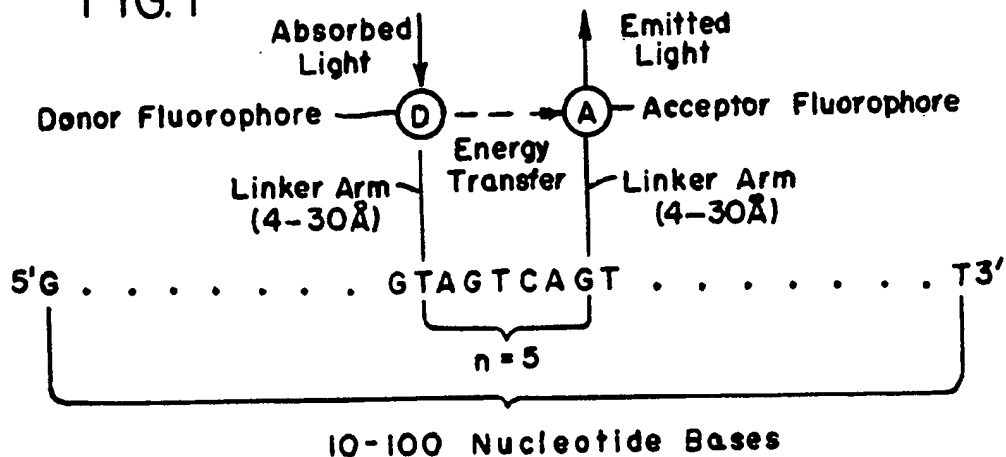 FIG. 1
Absorbed Light
Emitted Light
Donor Fluorophore
D
A
Acceptor Fluorophore
Energy Transfer
Linker Arm
(4-30Å)
Linker Arm
(4-30Å)
5'G . . . . . . . GTAGTCAGT . . . . . . . T3'
n = 5
10-100 Nucleotide Bases